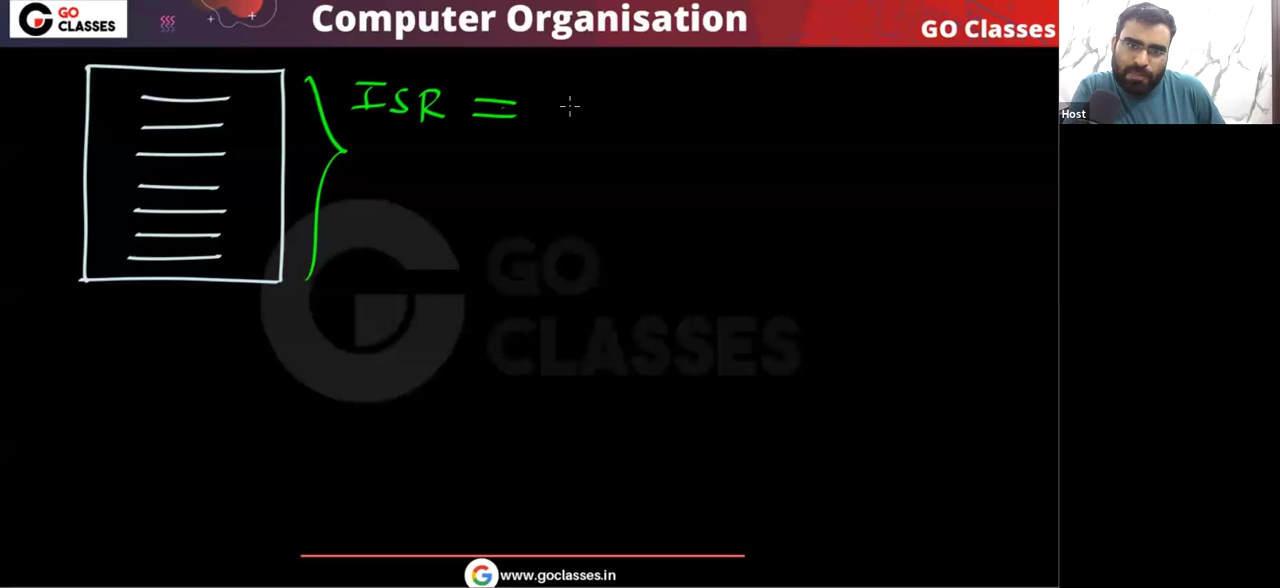 GO CLASSES
Computer Organisation
GO Classes
ISR =
Host
GO
CLASSES
www.goclasses.in